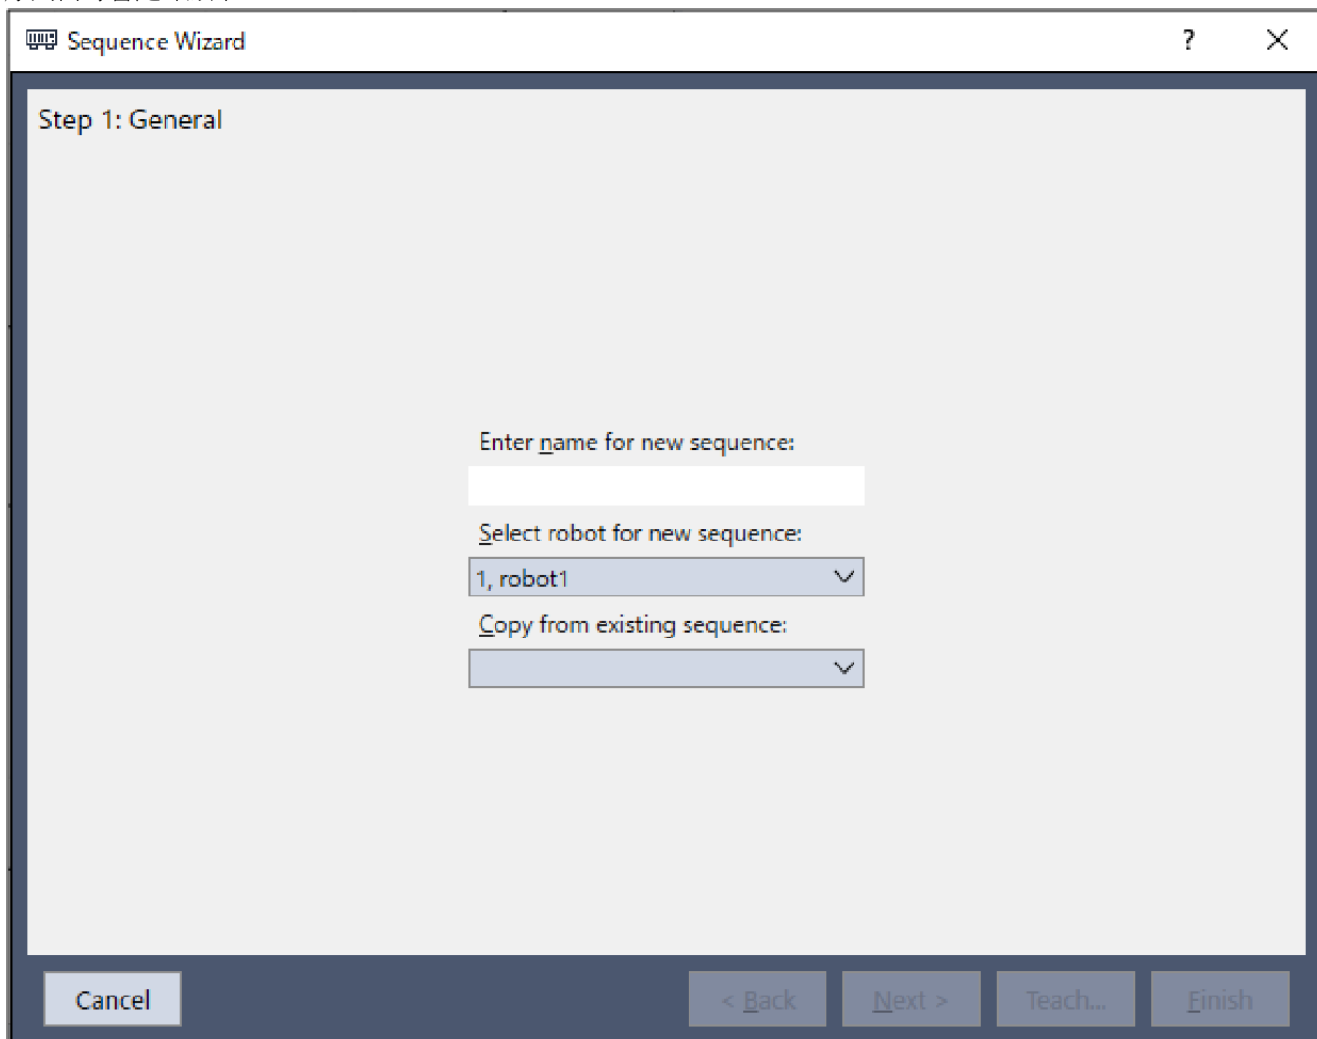 Sequence Wizard ?
Step 1: General
Enter name for new sequence:
Select robot for new sequence:
1, robot1
Copy from existing sequence:
Cancel < Back Next > Teach... Finish